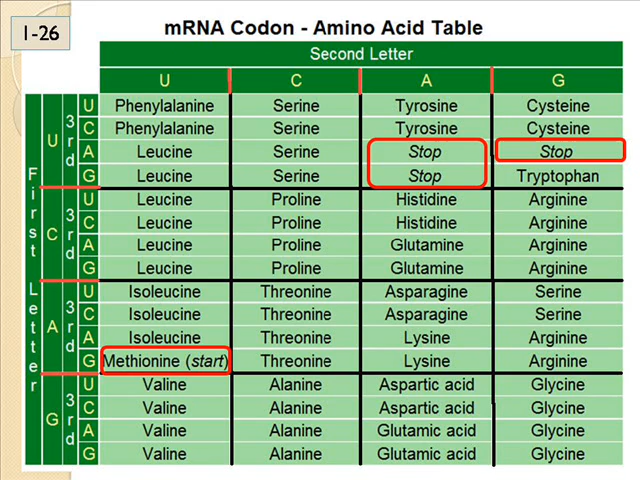 1-26
mRNA Codon - Amino Acid Table
Second Letter
U C A G
First Letter
U 3rd U Phenylalanine Serine Tyrosine Cysteine
C Phenylalanine Serine Tyrosine Cysteine
A Leucine Serine Stop Stop
G Leucine Serine Stop Tryptophan
C 3rd U Leucine Proline Histidine Arginine
C Leucine Proline Histidine Arginine
A Leucine Proline Glutamine Arginine
G Leucine Proline Glutamine Arginine
A 3rd U Isoleucine Threonine Asparagine Serine
C Isoleucine Threonine Asparagine Serine
A Isoleucine Threonine Lysine Arginine
G Methionine (start) Threonine Lysine Arginine
G 3rd U Valine Alanine Aspartic acid Glycine
C Valine Alanine Aspartic acid Glycine
A Valine Alanine Glutamic acid Glycine
G Valine Alanine Glutamic acid Glycine